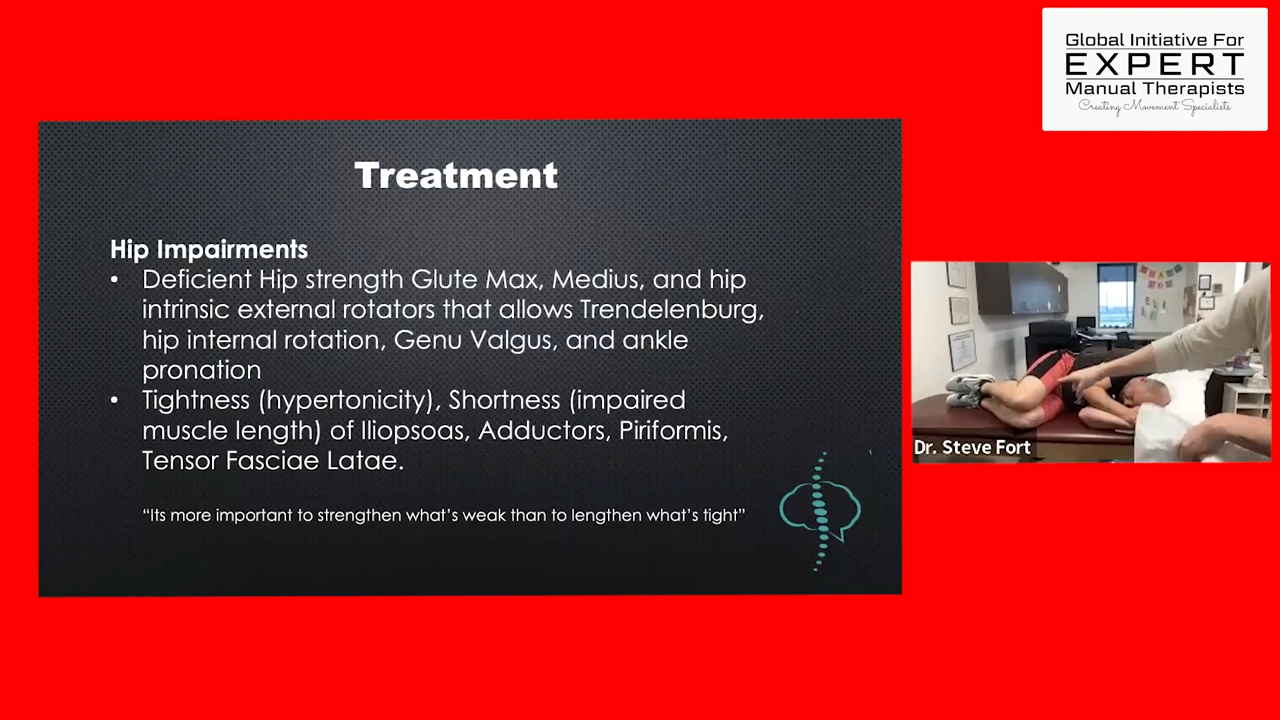 Global Initiative For
EXPERT
Manual Therapists
Creating Movement Specialists
Treatment
Hip Impairments
• Deficient Hip strength Glute Max, Medius, and hip
intrinsic external rotators that allows Trendelenburg,
hip internal rotation, Genu Valgus, and ankle
pronation
• Tightness (hypertonicity), Shortness (impaired
muscle length) of Iliopsoas, Adductors, Piriformis,
Tensor Fasciae Latae.
“Its more important to strengthen what’s weak than to lengthen what’s tight”
Dr. Steve Fort